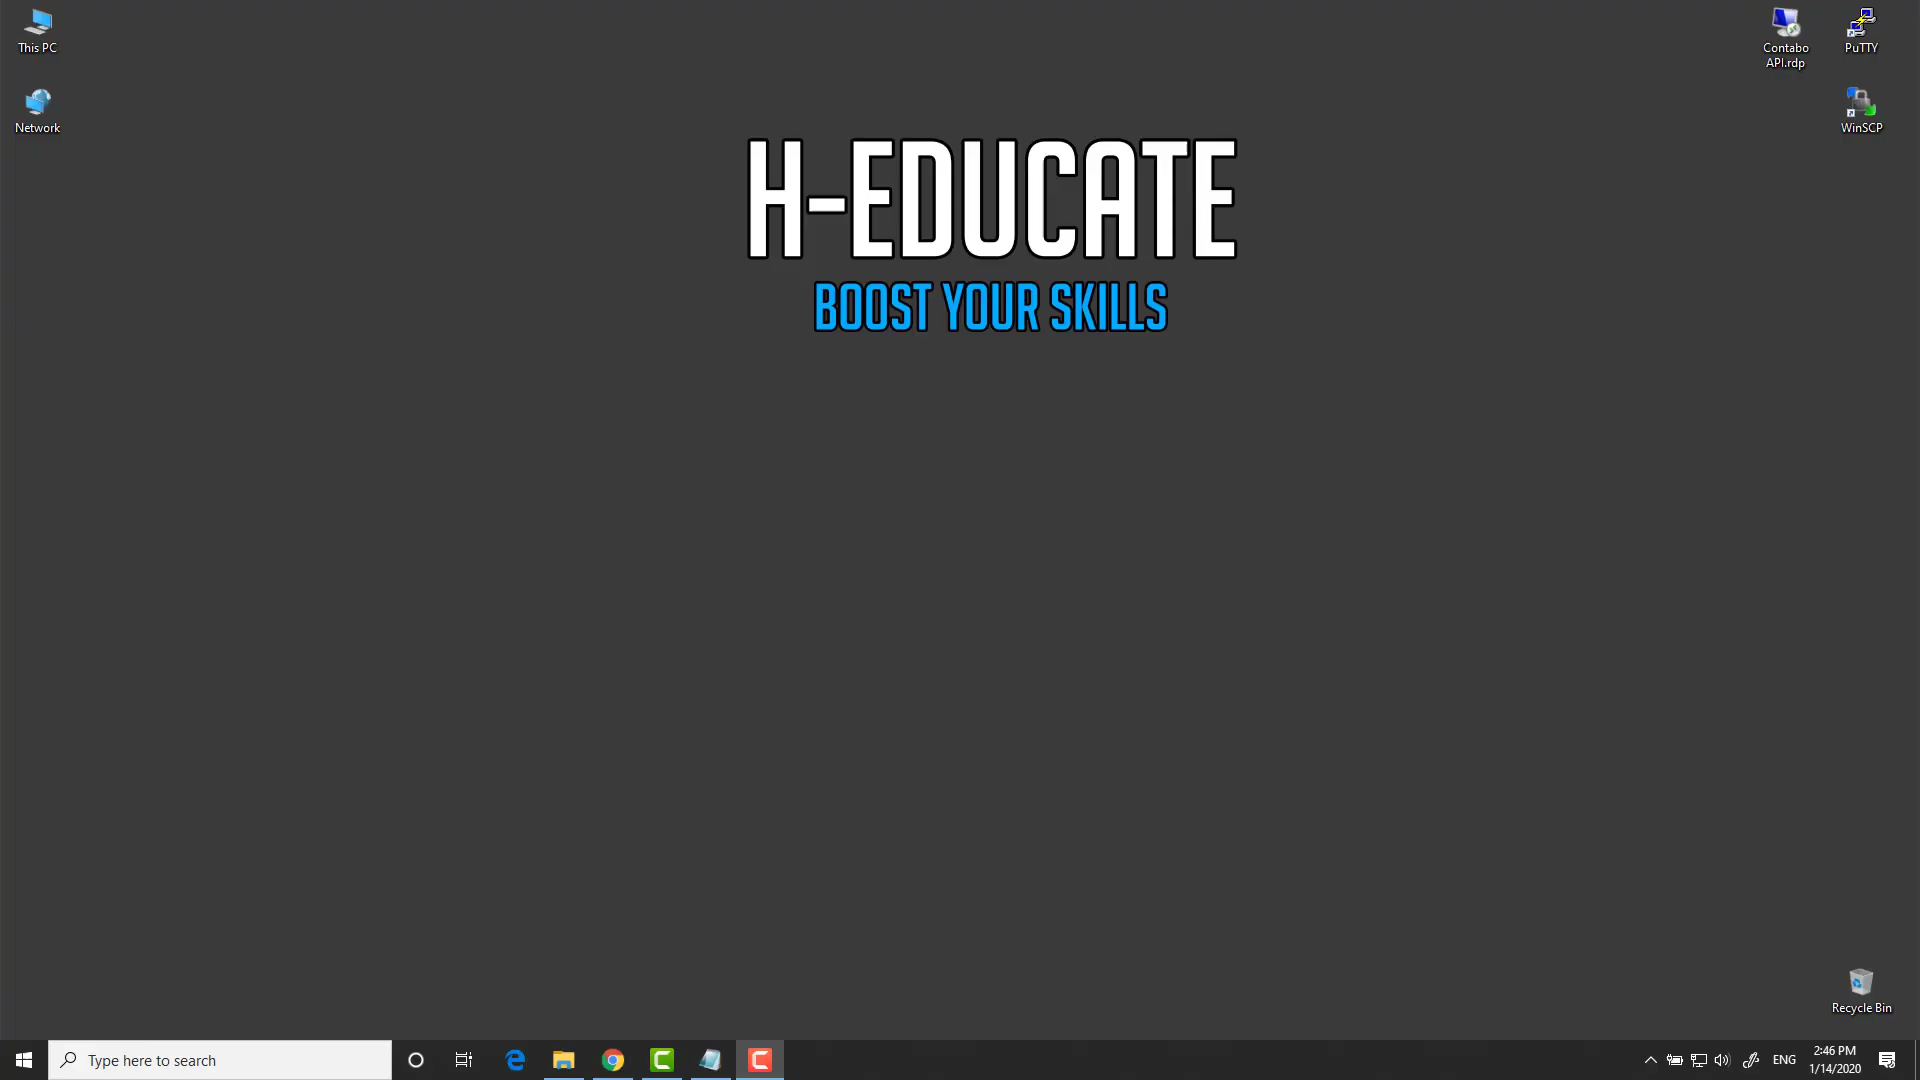 This PC
Network
Contabo
API.rdp
PuTTY
WinSCP
H-EDUCATE
BOOST YOUR SKILLS
Recycle Bin
Type here to search
ENG
2:46 PM
1/14/2020